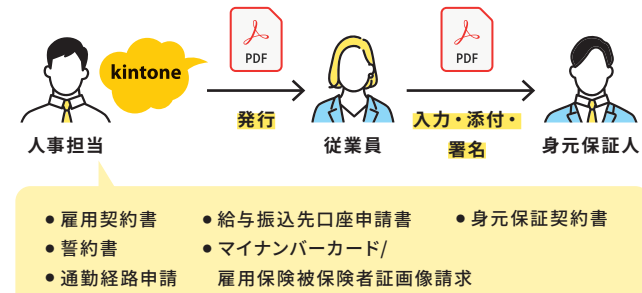 kintone
PDF
PDF
発行
入力・添付・
署名
人事担当
従業員
身元保証人
● 雇用契約書
● 誓約書
● 通勤経路申請
● 給与振込先口座申請書
● マイナンバーカード/
雇用保険被保険者証画像請求
● 身元保証契約書